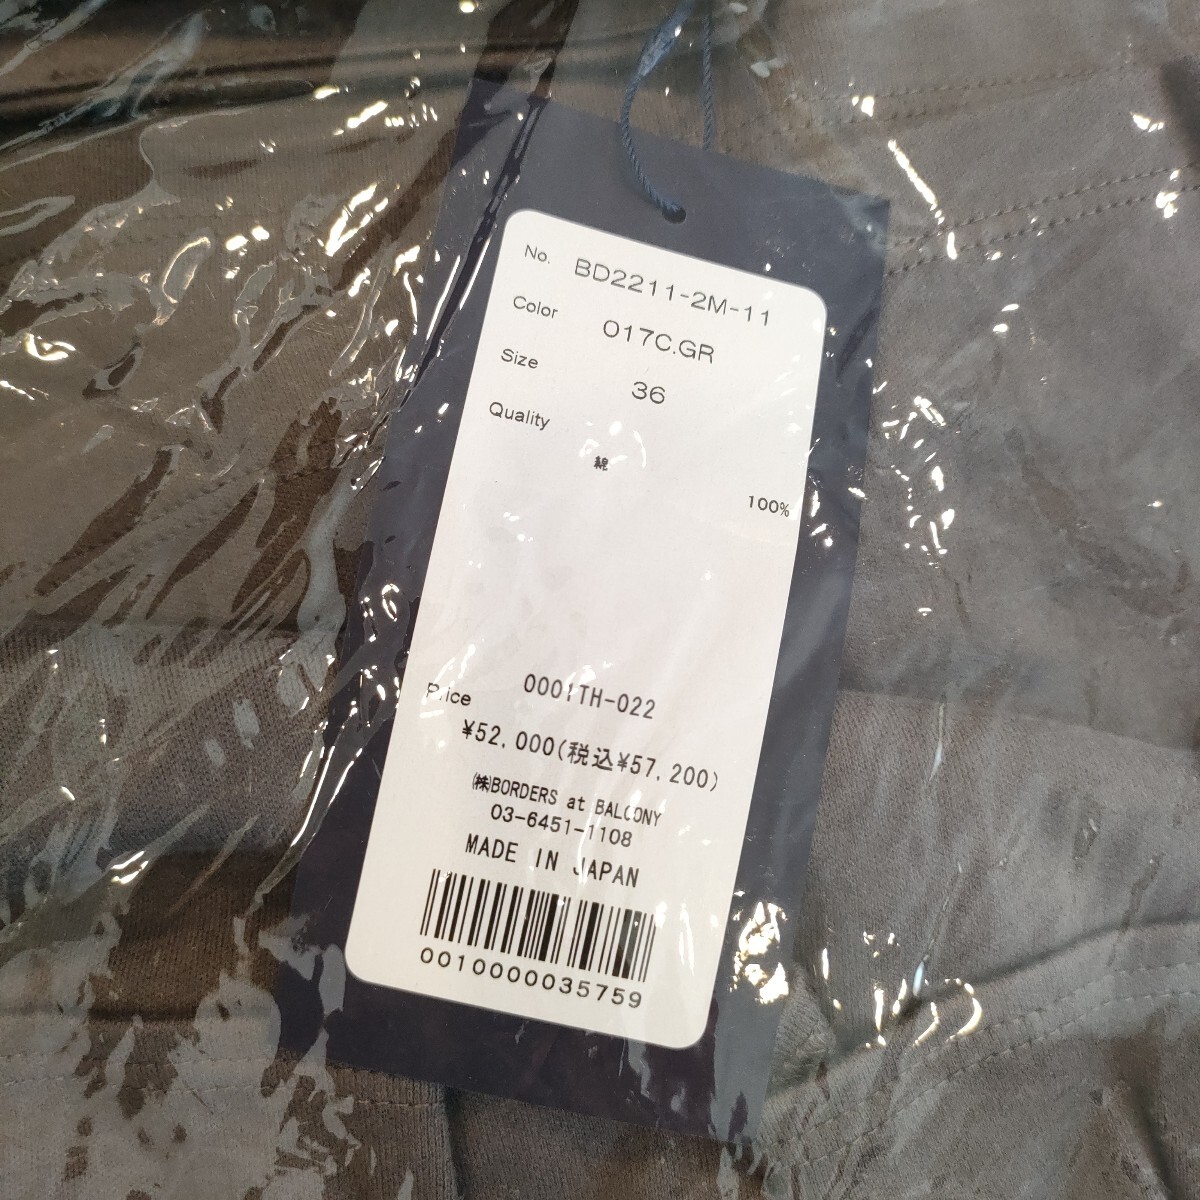 No. BD2211-2M-11
Color 017C.GR
Size 36
Quality
綿 100%
0001TH-022
Price
¥52,000(税込¥57,200)
㈱BORDERS at BALCONY
03-6451-1108
MADE IN JAPAN
0010000035759